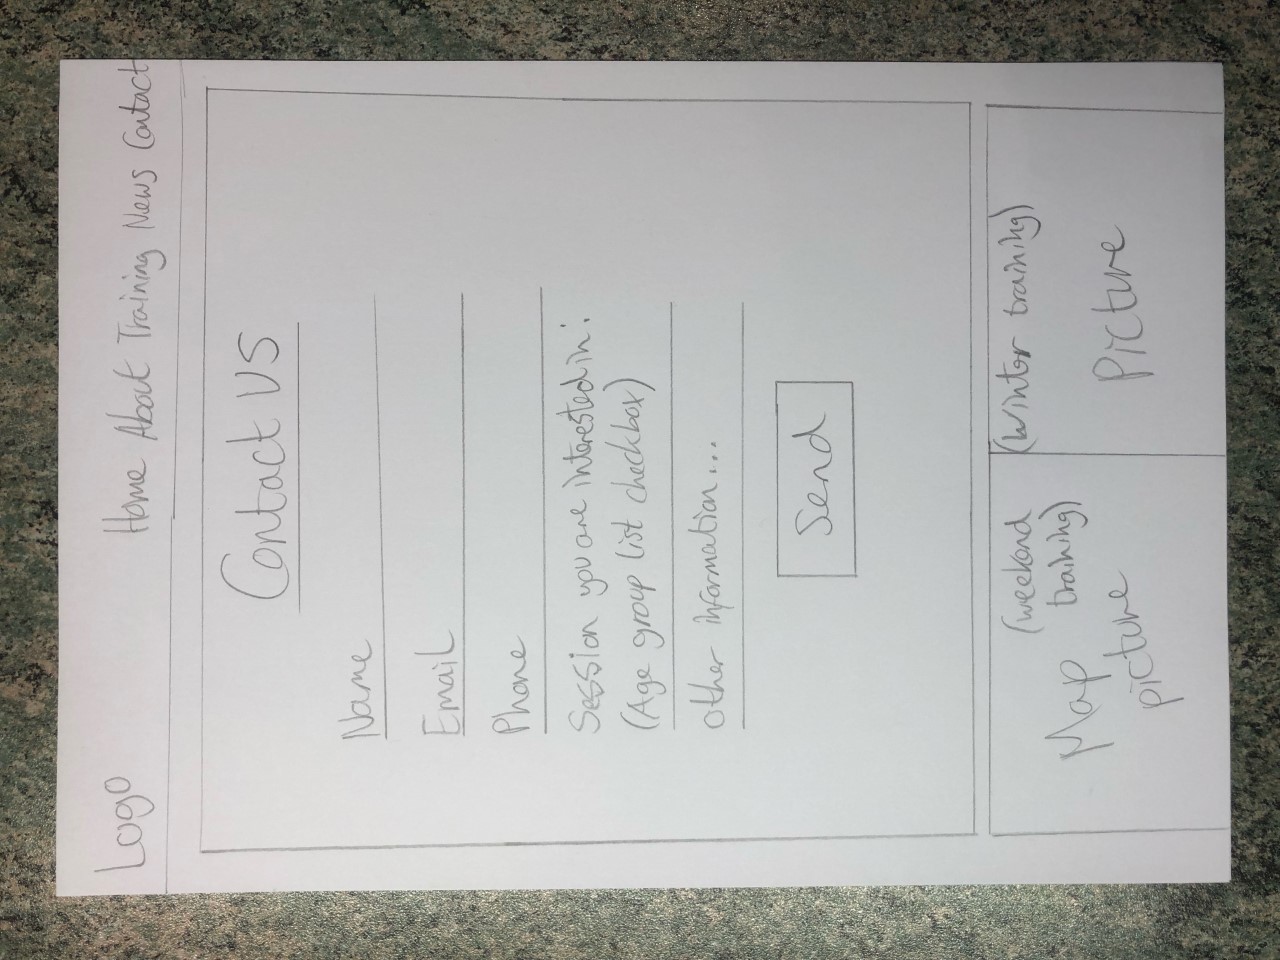 Logo Home About Training News Contact
Contact US
Name
Email
Phone
Session you are interested in:
(Age group list checkbox)
other information...
Send
(weekend
training)
Map
picture
(Winter training)
Picture